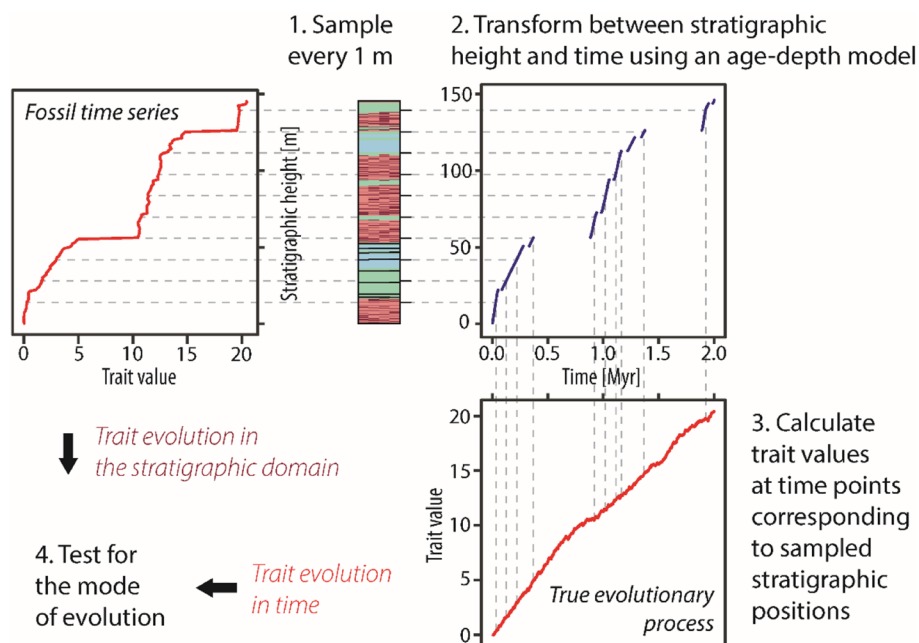 1. Sample
every 1 m
2. Transform between stratigraphic
height and time using an age-depth model
Fossil time series
Stratigraphic height [m]
0
5
10
15
20
Trait value
150
100
50
0
0.0
0.5
1.0
1.5
2.0
Time [Myr]
Trait evolution in
the stratigraphic domain
4. Test for
the mode
of evolution
Trait evolution
in time
20
15
10
5
0
Trait value
True evolutionary
process
3. Calculate
trait values
at time points
corresponding
to sampled
stratigraphic
positions